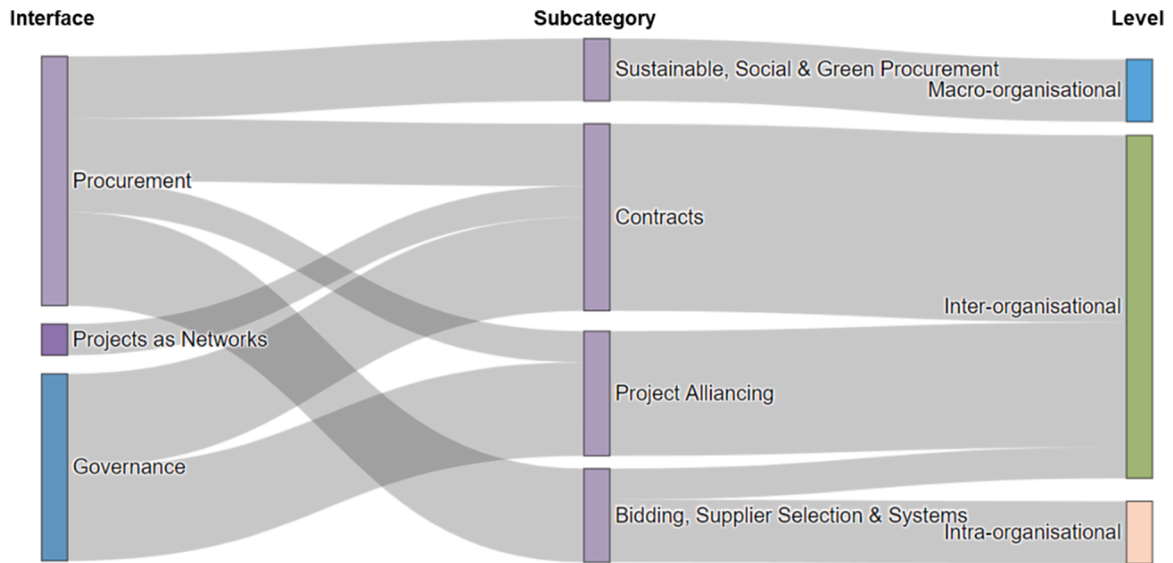 Interface
Subcategory
Level
Sustainable, Social & Green Procurement
Macro-organisational
Procurement
Contracts
Inter-organisational
Projects as Networks
Project Alliancing
Governance
Bidding, Supplier Selection & Systems
Intra-organisational